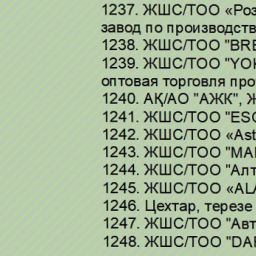 1237. ЖШС/ТОО «Роз
завод по производств
1238. ЖШС/ТОО "BRE
1239. ЖШС/ТОО "YOK
оптовая торговля про
1240. АҚ/АО "АЖК", Ж
1241. ЖШС/ТОО "ESC
1242. ЖШС/ТОО «Ast
1243. ЖШС/ТОО "MAI
1244. ЖШС/ТОО "Алт
1245. ЖШС/ТОО «ALA
1246. Цехтар, терезе
1247. ЖШС/ТОО "Авт
1248. ЖШС/ТОО "DAH